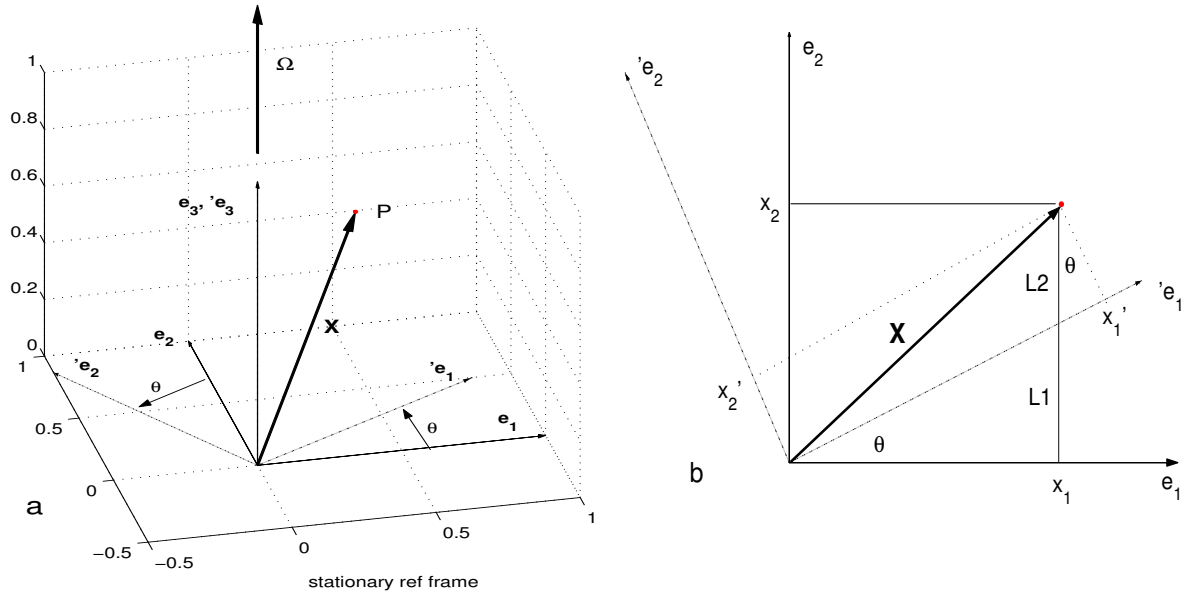 1
Ω
0.8
0.6
e3, 'e3
P
0.4
0.2
x
e2
0
1
'e2
'e1
θ
0.5
θ
e1
0
a
−0.5
−0.5
0
0.5
1
stationary ref frame
e2
'e2
x2
θ
L2
'e1
X
x1'
x2'
L1
θ
b
x1
e1